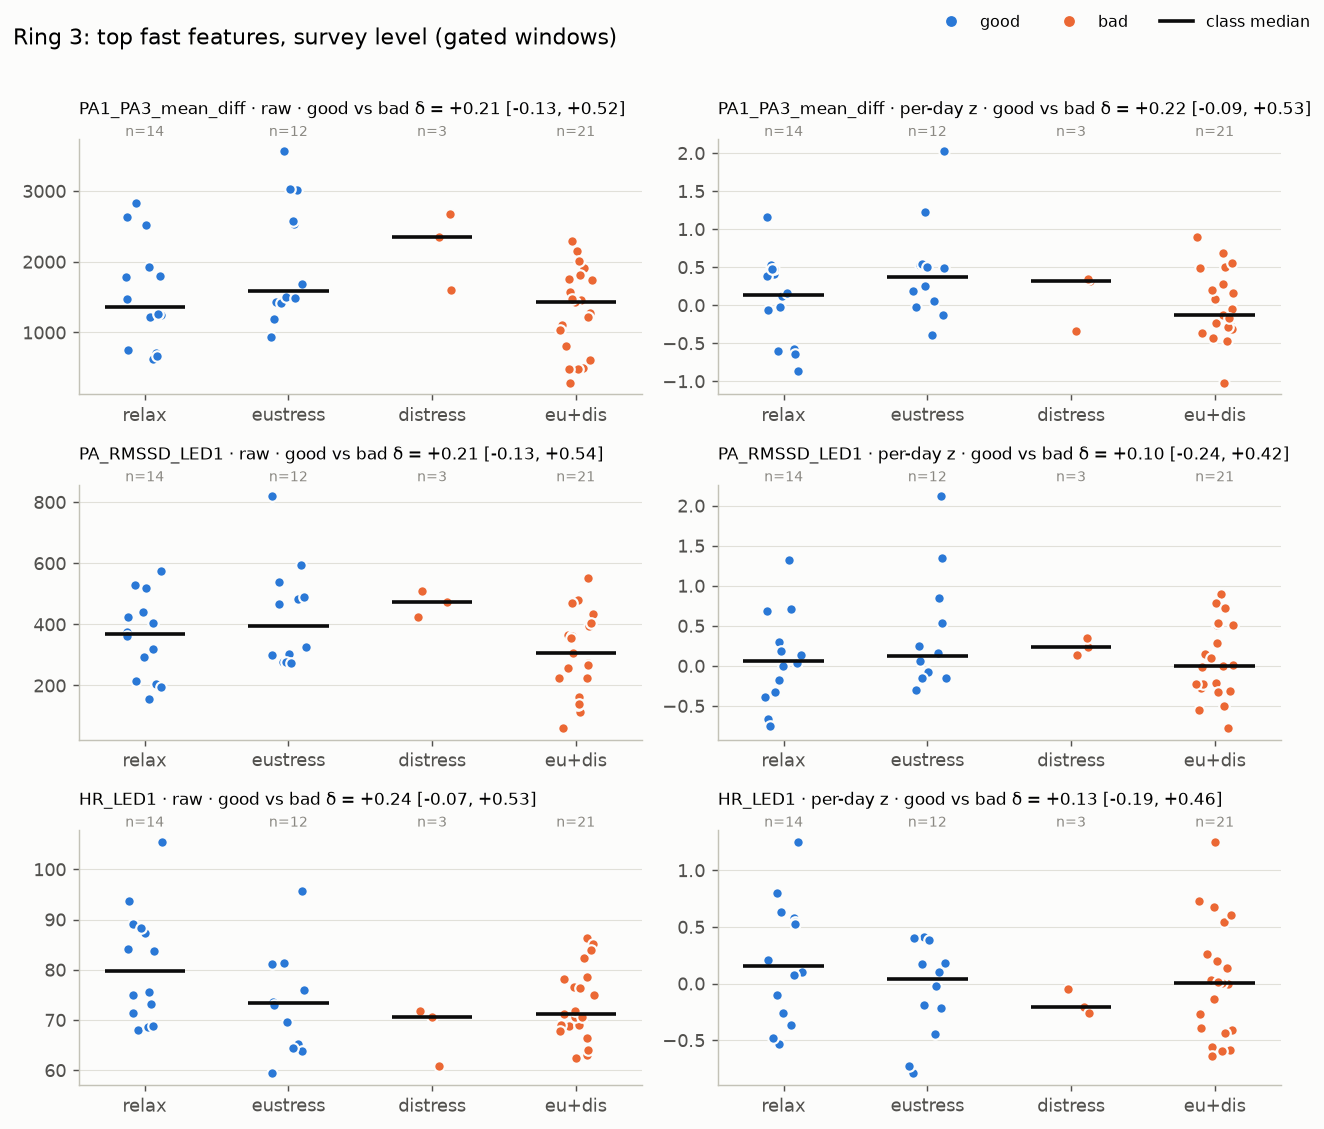 good bad class median
Ring 3: top fast features, survey level (gated windows)
PA1_PA3_mean_diff · raw · good vs bad δ = +0.21 [-0.13, +0.52]
n=14 n=12 n=3 n=21
3000
2000
1000
relax eustress distress eu+dis
PA1_PA3_mean_diff · per-day z · good vs bad δ = +0.22 [-0.09, +0.53]
n=14 n=12 n=3 n=21
2.0
1.5
1.0
0.5
0.0
−0.5
−1.0
relax eustress distress eu+dis
PA_RMSSD_LED1 · raw · good vs bad δ = +0.21 [-0.13, +0.54]
n=14 n=12 n=3 n=21
800
600
400
200
relax eustress distress eu+dis
PA_RMSSD_LED1 · per-day z · good vs bad δ = +0.10 [-0.24, +0.42]
n=14 n=12 n=3 n=21
2.0
1.5
1.0
0.5
0.0
−0.5
relax eustress distress eu+dis
HR_LED1 · raw · good vs bad δ = +0.24 [-0.07, +0.53]
n=14 n=12 n=3 n=21
100
90
80
70
60
relax eustress distress eu+dis
HR_LED1 · per-day z · good vs bad δ = +0.13 [-0.19, +0.46]
n=14 n=12 n=3 n=21
1.0
0.5
0.0
−0.5
relax eustress distress eu+dis